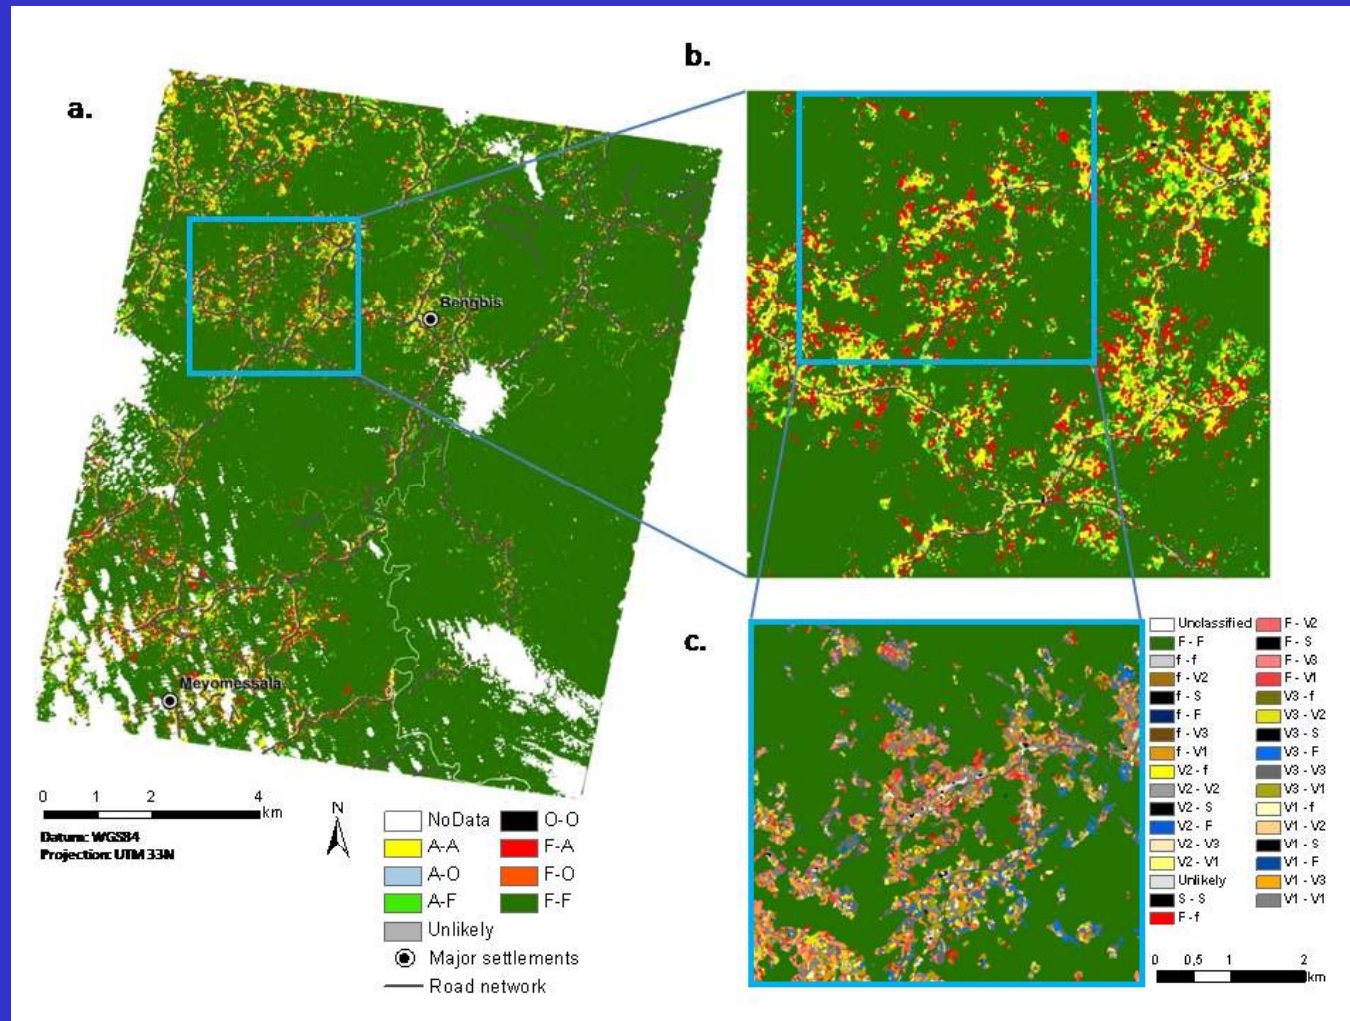 a.
b.
Bengbis
Meyomessala
0 1 2 4
km
Datum: WGS84
Projection: UTM 33N
N
NoData
A-A
A-O
A-F
Unlikely
Major settlements
Road network
O-O
F-A
F-O
F-F
c.
Unclassified
F - F
f - f
f - V2
f - S
f - F
f - V3
f - V1
V2 - f
V2 - V2
V2 - S
V2 - F
V2 - V3
V2 - V1
Unlikely
S - S
F - f
F - V2
F - S
F - V3
F - V1
V3 - f
V3 - V2
V3 - S
V3 - F
V3 - V3
V3 - V1
V1 - f
V1 - V2
V1 - S
V1 - F
V1 - V3
V1 - V1
0 0,5 1 2
km